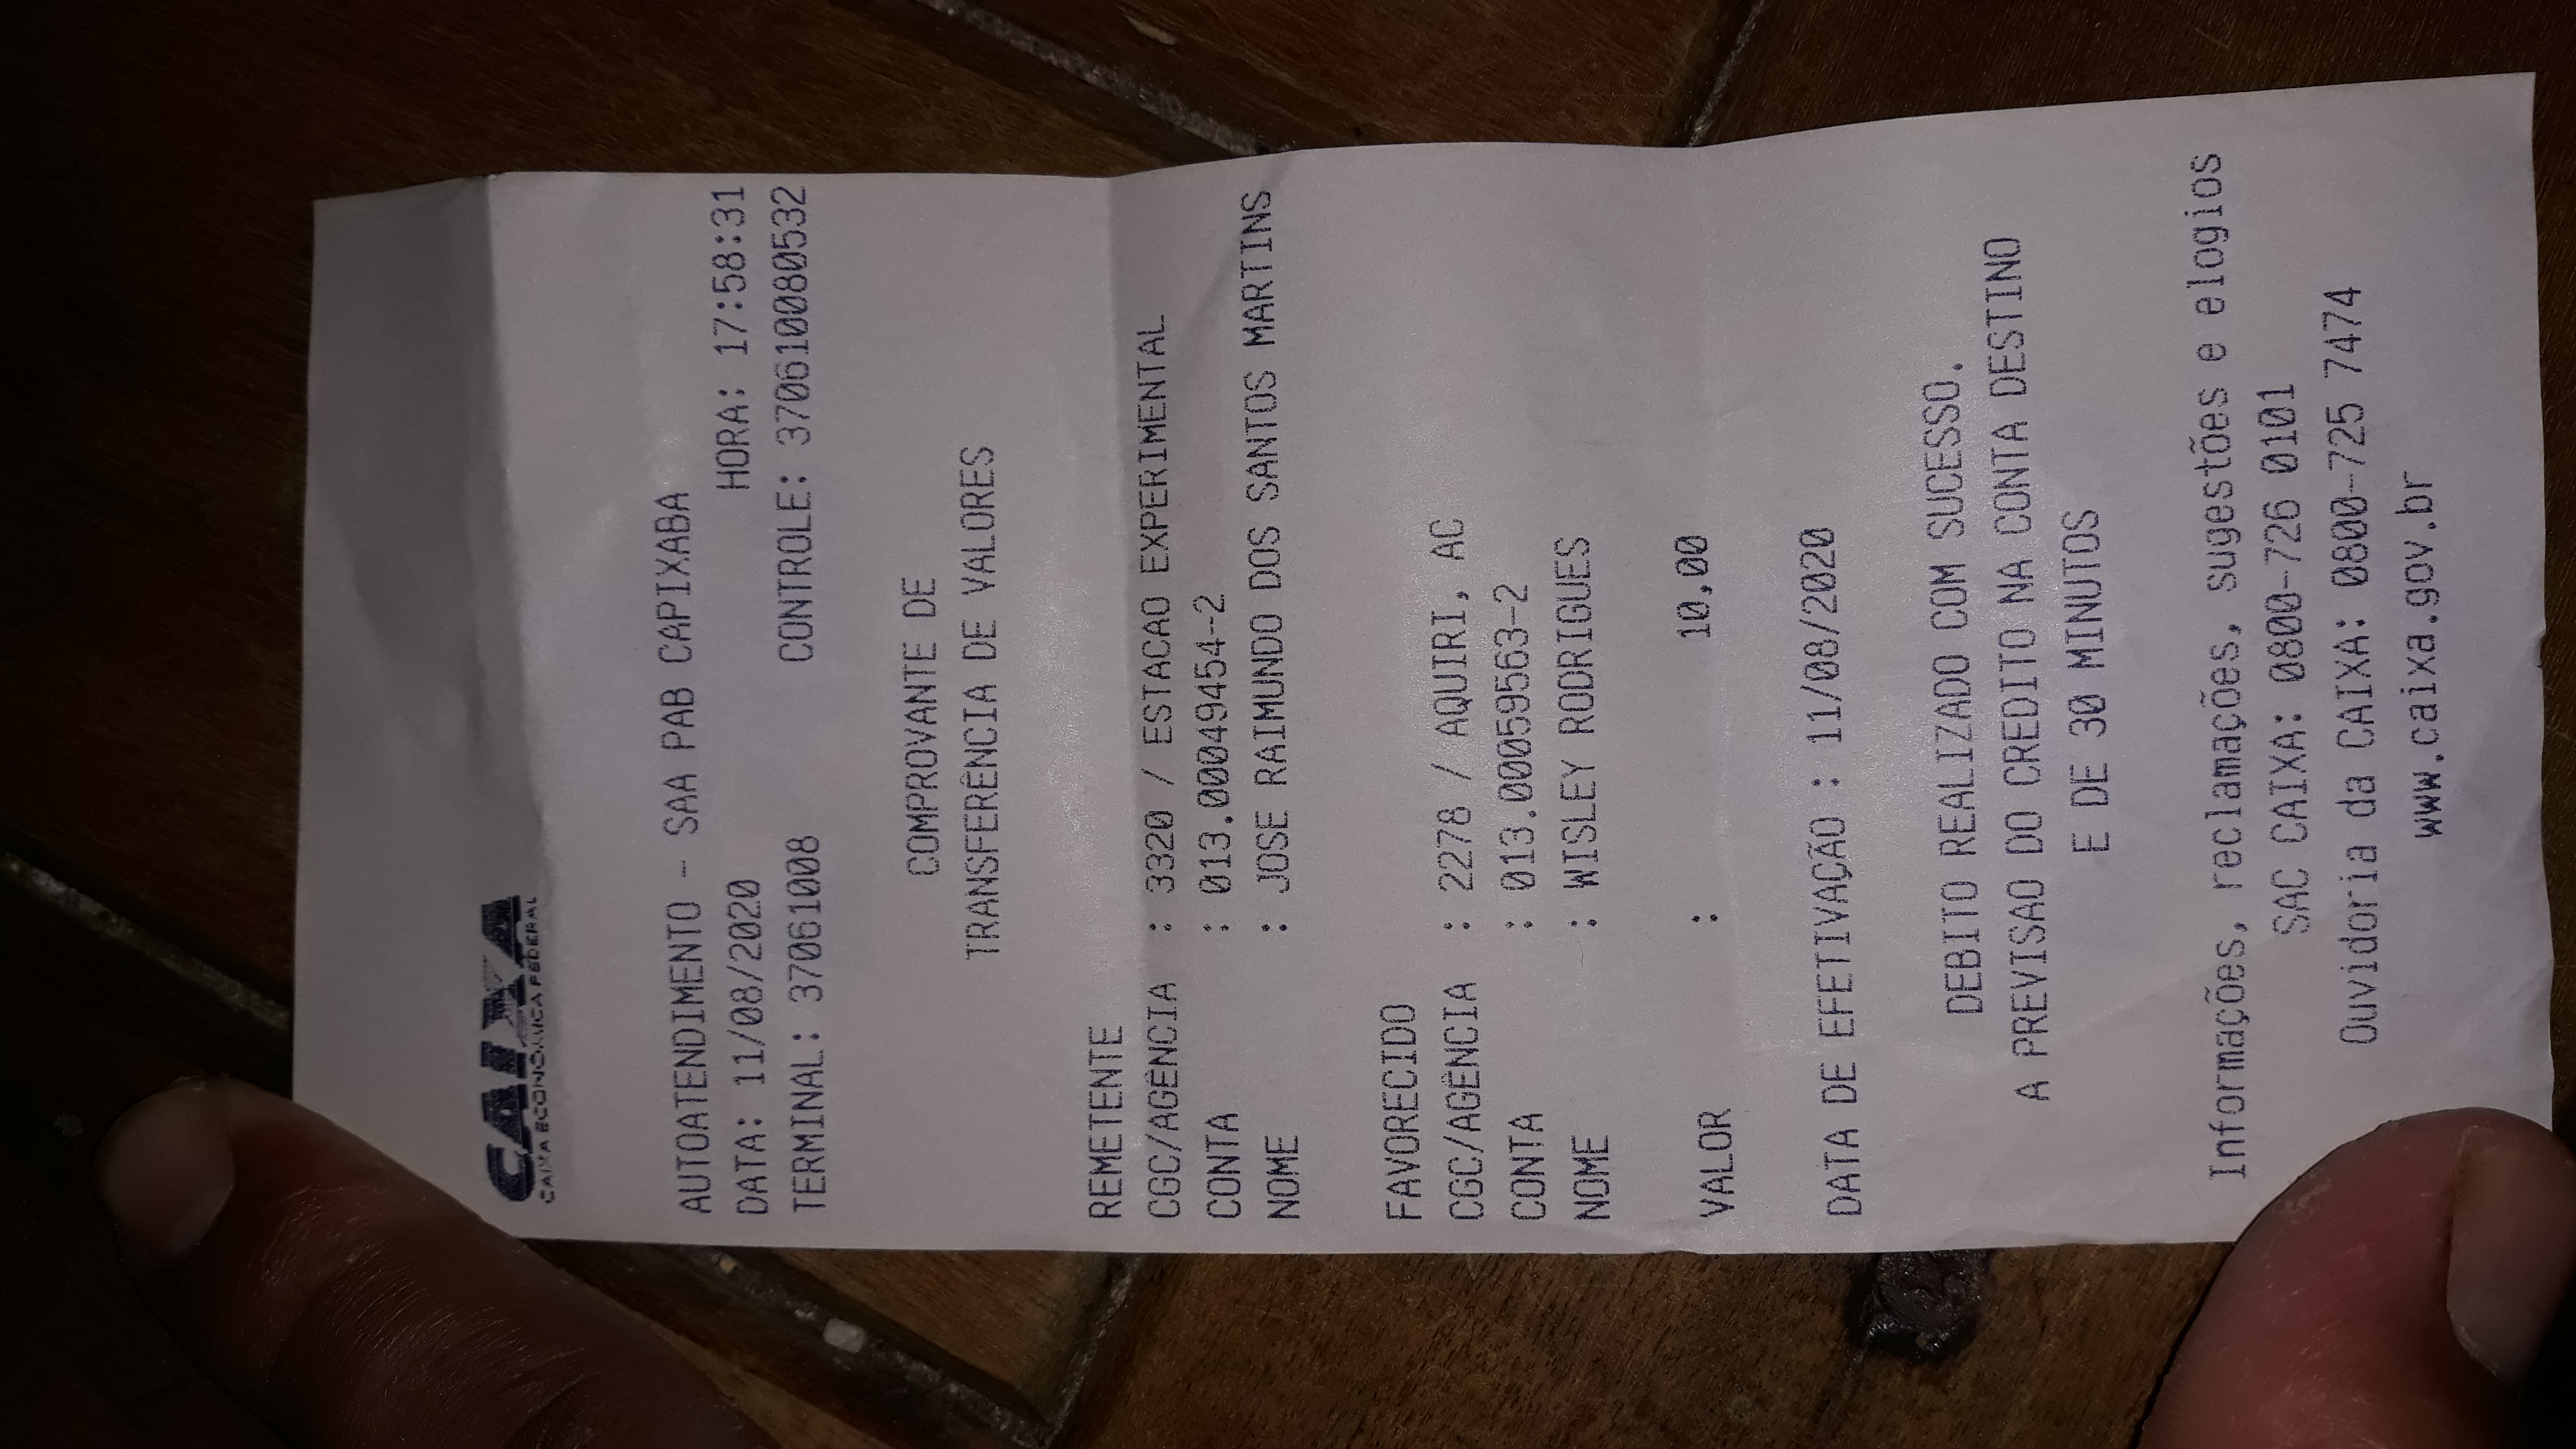 CAIXA
CAIXA ECONÔMICA FEDERAL
AUTOATENDIMENTO - SAA PAB CAPIXABA
DATA: 11/08/2020 HORA: 17:58:31
TERMINAL: 37061008 CONTROLE: 370610080532
COMPROVANTE DE
TRANSFERÊNCIA DE VALORES
REMETENTE
CGC/AGÊNCIA : 3320 / ESTACAO EXPERIMENTAL
CONTA : 013.00049454-2
NOME : JOSE RAIMUNDO DOS SANTOS MARTINS
FAVORECIDO
CGC/AGÊNCIA : 2278 / AQUIRI, AC
CONTA : 013.00059563-2
NOME : WISLEY RODRIGUES
VALOR : 10,00
DATA DE EFETIVAÇÃO : 11/08/2020
DEBITO REALIZADO COM SUCESSO.
A PREVISAO DO CREDITO NA CONTA DESTINO
E DE 30 MINUTOS
Informações, reclamações, sugestões e elogios
SAC CAIXA: 0800-726 0101
Ouvidoria da CAIXA: 0800-725 7474
www.caixa.gov.br